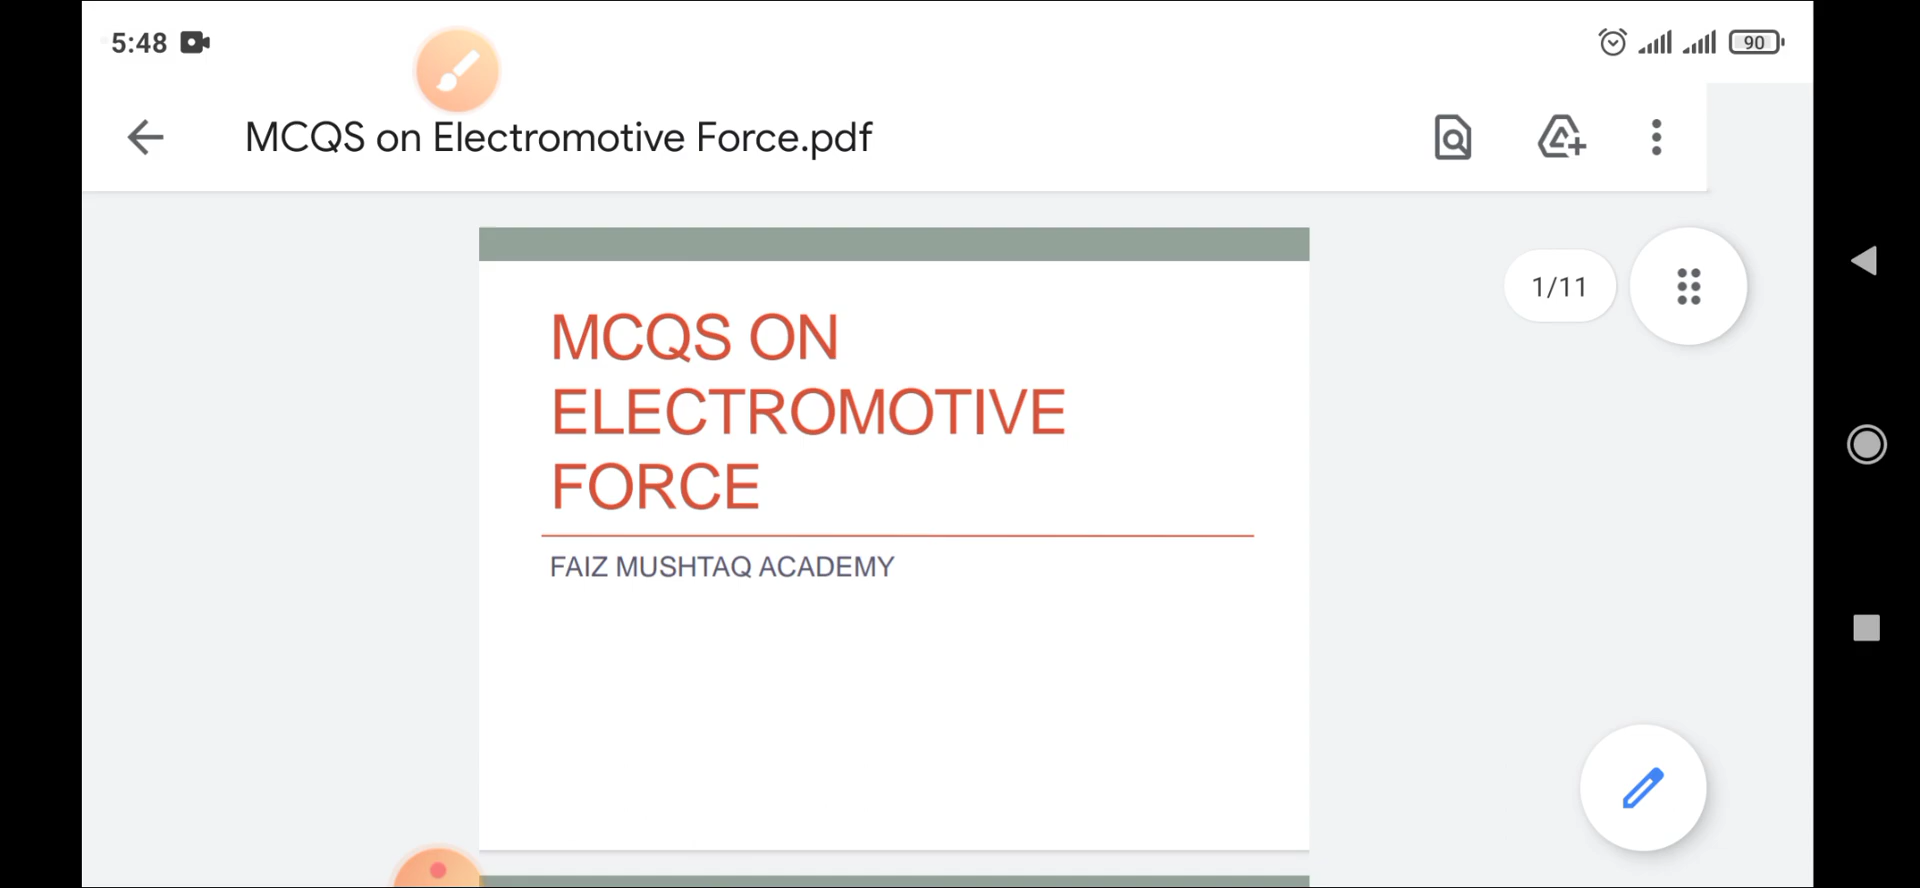 5:48
90
MCQS on Electromotive Force.pdf
1/11
MCQS ON
ELECTROMOTIVE
FORCE
FAIZ MUSHTAQ ACADEMY